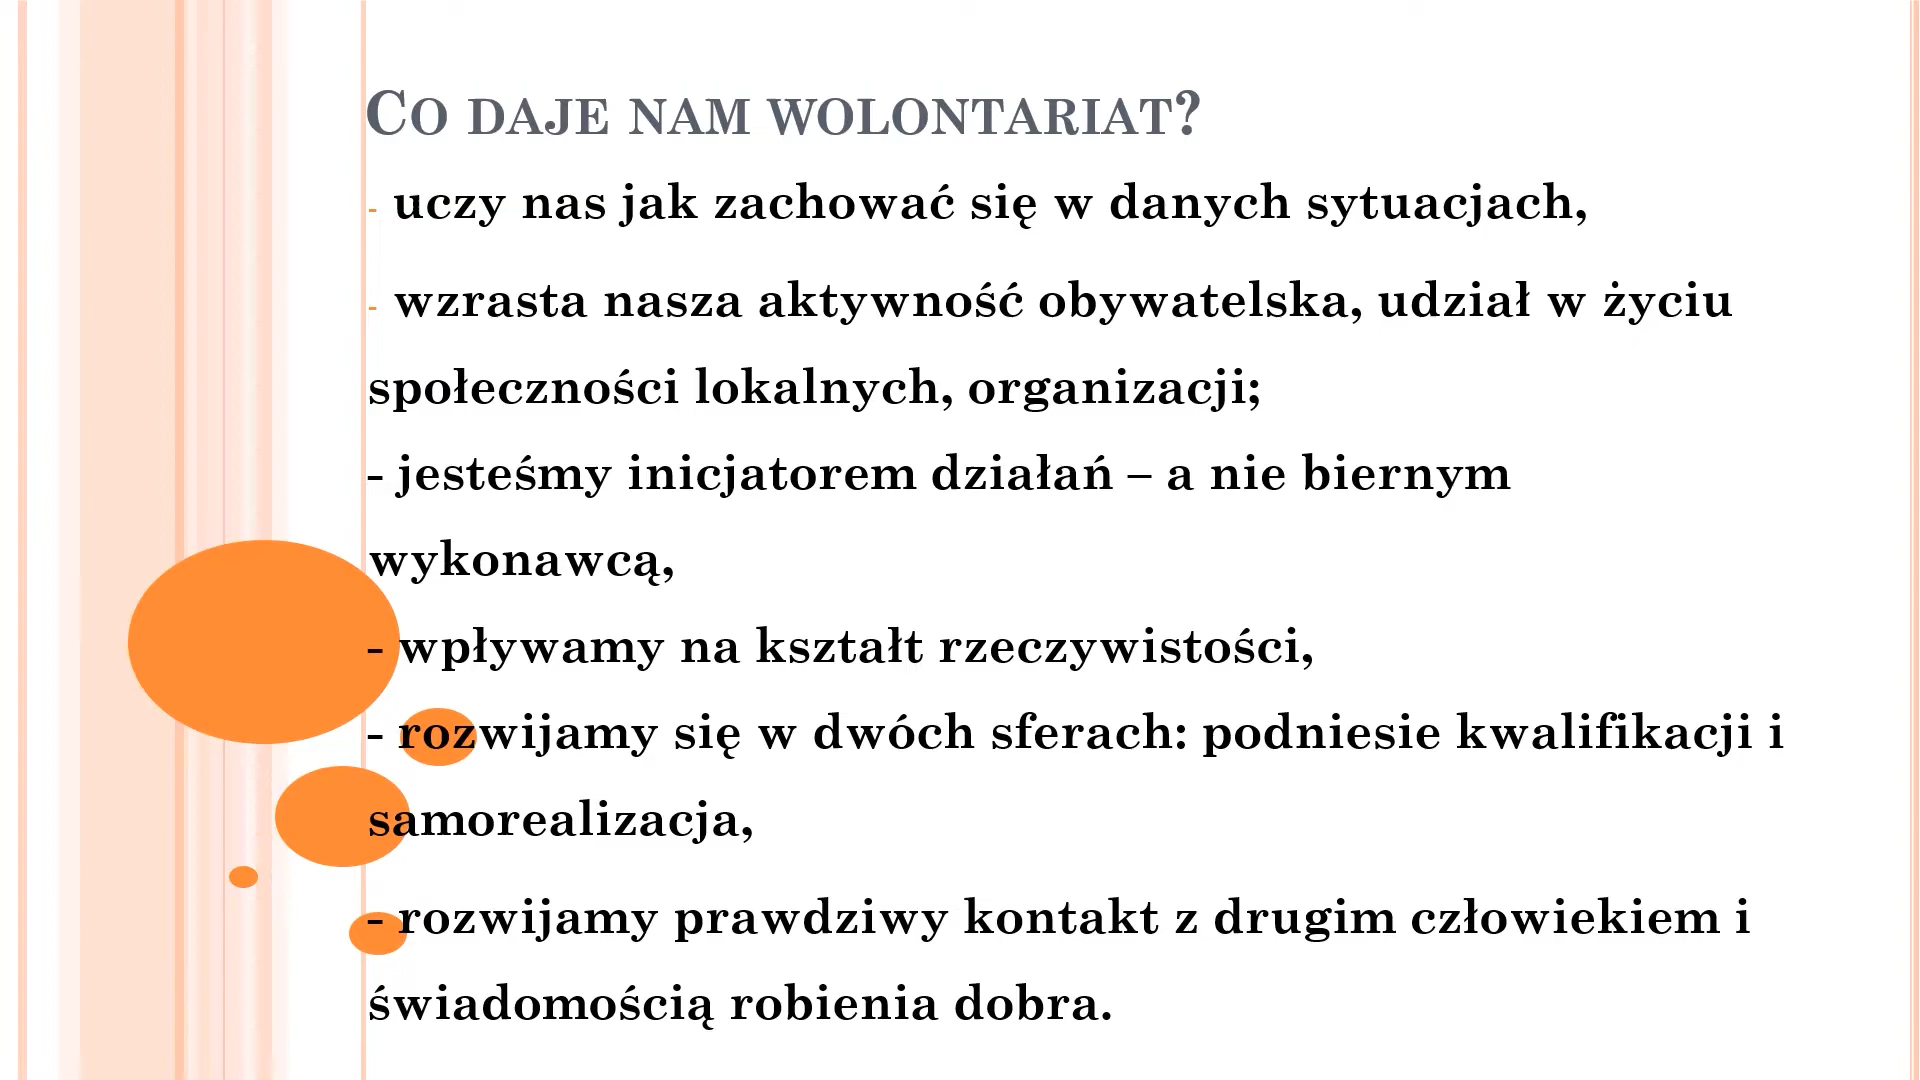 Co daje nam wolontariat?
- uczy nas jak zachować się w danych sytuacjach,
- wzrasta nasza aktywność obywatelska, udział w życiu
społeczności lokalnych, organizacji;
- jesteśmy inicjatorem działań – a nie biernym
wykonawcą,
- wpływamy na kształt rzeczywistości,
- rozwijamy się w dwóch sferach: podniesie kwalifikacji i
samorealizacja,
- rozwijamy prawdziwy kontakt z drugim człowiekiem i
świadomością robienia dobra.